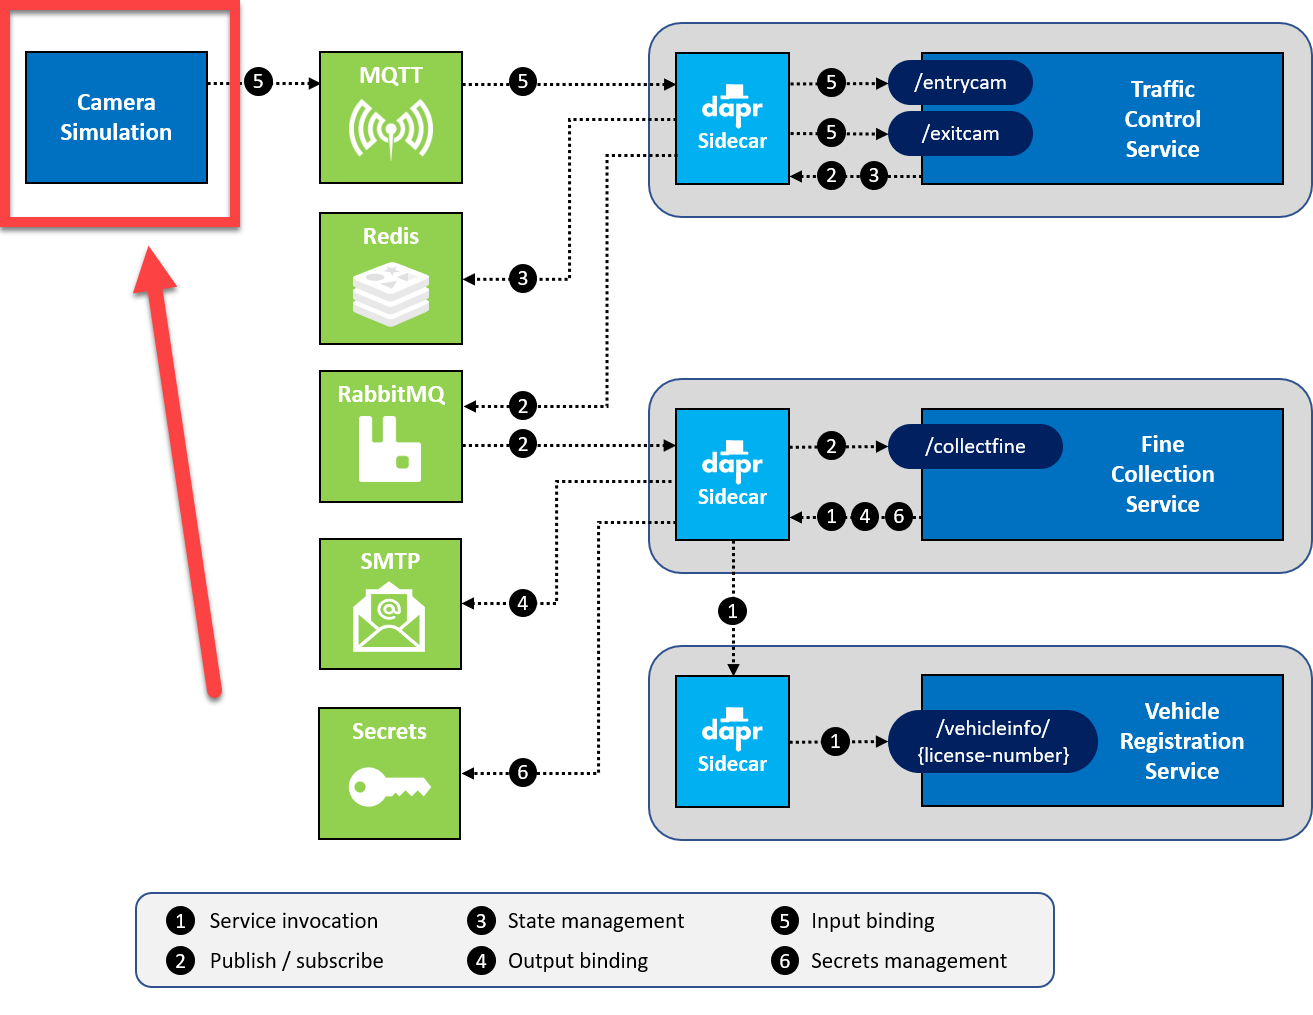 Camera
Simulation
5
MQTT
5
dapr
Sidecar
5
/entrycam
5
/exitcam
2 3
Traffic
Control
Service
Redis
3
RabbitMQ
2
2
dapr
Sidecar
2
/collectfine
1 4 6
Fine
Collection
Service
SMTP
@
4
1
Secrets
6
dapr
Sidecar
1
/vehicleinfo/
{license-number}
Vehicle
Registration
Service
1 Service invocation
3 State management
5 Input binding
2 Publish / subscribe
4 Output binding
6 Secrets management